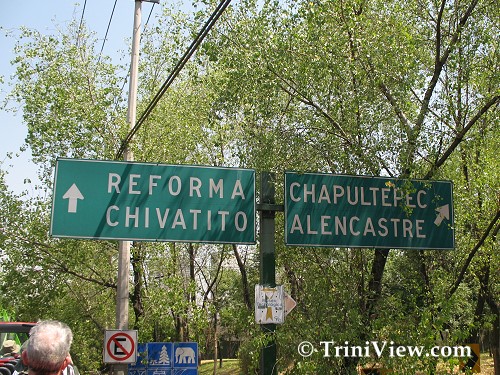 REFORMA
CHIVATITO
CHAPULTEPEC
ALENCASTRE
E
© TriniView.com